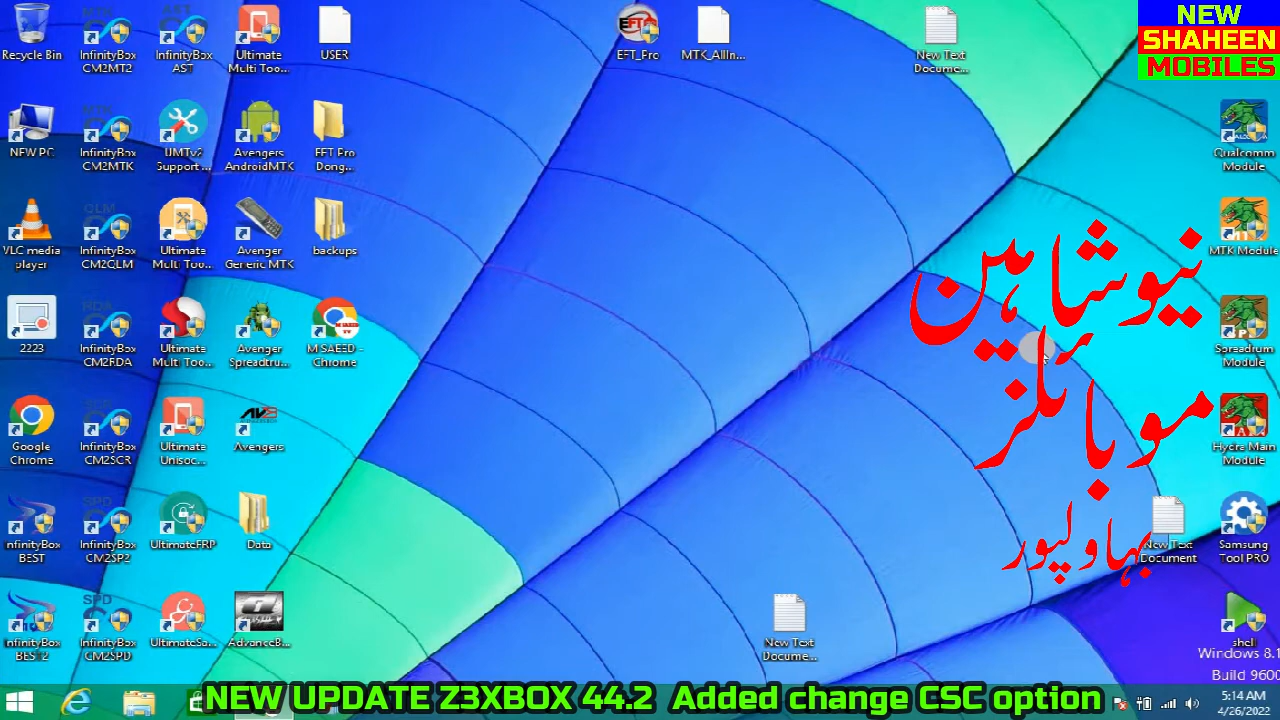 Recycle Bin
InfinityBox
CM2MT2
InfinityBox
AST
Ultimate
Multi Too...
USER
EFT_Pro
MTK_AllIn...
New Text
Docume...
NEW
SHAHEEN
MOBILES
NEW PC
InfinityBox
CM2MTK
UMTv2
Support ...
Avengers
AndroidMTK
EFT Pro
Dong...
Qualcomm
Module
VLC media
player
QLM
InfinityBox
CM2QLM
Ultimate
Multi Too...
Avenger
Generic MTK
backups
MTK Module
نیو شاہین
موبائلز
بہاولپور
2223
InfinityBox
CM2RDA
Ultimate
Multi Too...
Avenger
Spreadtru...
M SAEED -
Chrome
Spreadrum
Module
Google
Chrome
InfinityBox
CM2SCR
Ultimate
Unisoc...
Avengers
Hydra Main
Module
InfinityBox
BEST
SPD
InfinityBox
CM2SP2
UltimateFRP
Data
New Text
Document
Samsung
Tool PRO
InfinityBox
BEST2
SPD
InfinityBox
CM2SPD
UltimateSa...
AdvanceB...
New Text
Docume...
shell
Windows 8.1
Build 9600
NEW UPDATE Z3XBOX 44.2 Added change CSC option
5:14 AM
4/26/2022